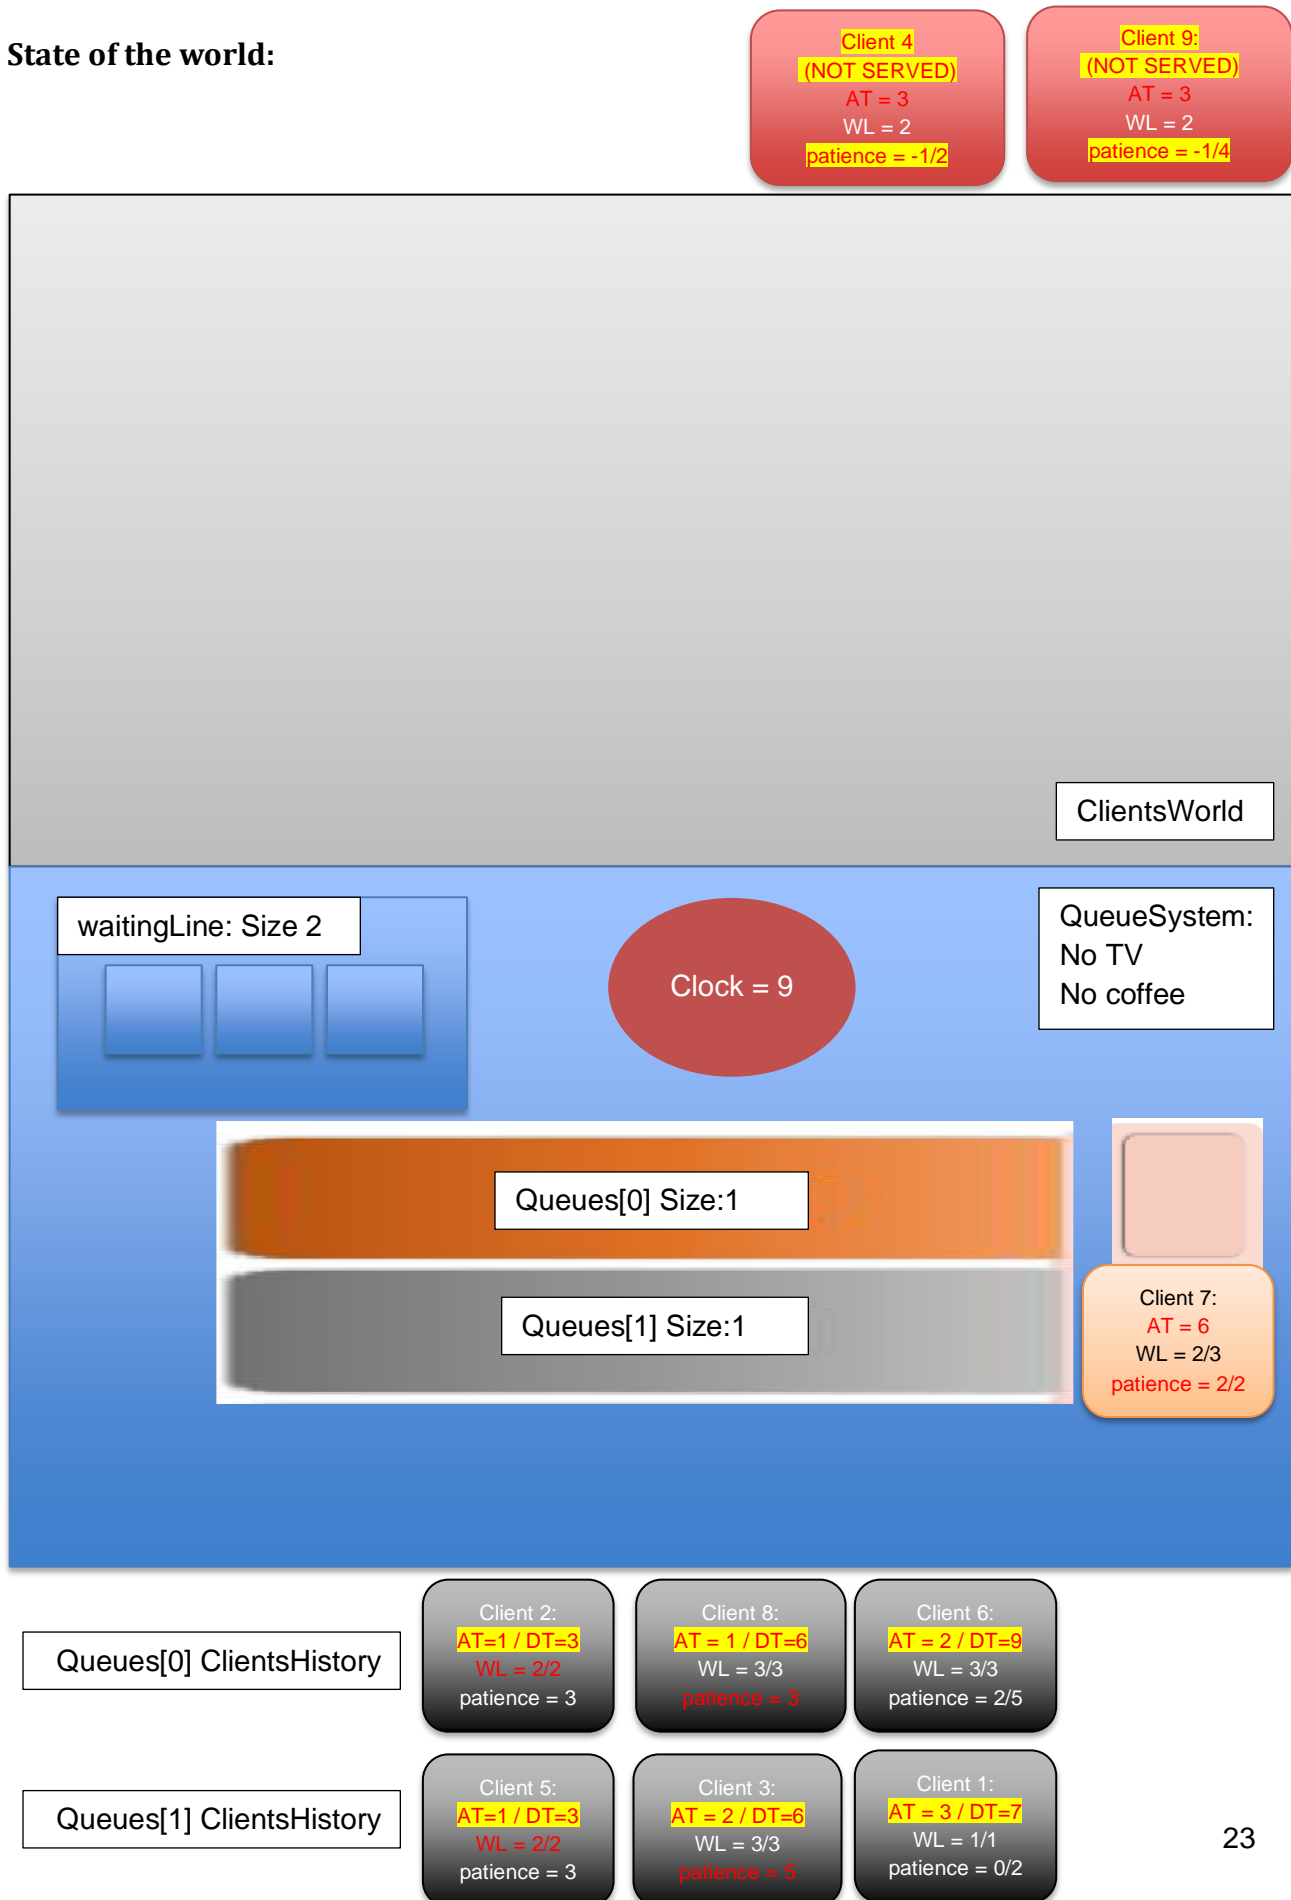 State of the world:
Client 4
(NOT SERVED)
AT = 3
WL = 2
patience = -1/2
Client 9:
(NOT SERVED)
AT = 3
WL = 2
patience = -1/4
ClientsWorld
waitingLine: Size 2
Clock = 9
QueueSystem:
No TV
No coffee
Queues[0] Size:1
Queues[1] Size:1
Client 7:
AT = 6
WL = 2/3
patience = 2/2
Queues[0] ClientsHistory
Client 2:
AT=1 / DT=3
WL = 2/2
patience = 3
Client 8:
AT = 1 / DT=6
WL = 3/3
patience = 3
Client 6:
AT = 2 / DT=9
WL = 3/3
patience = 2/5
Queues[1] ClientsHistory
Client 5:
AT=1 / DT=3
WL = 2/2
patience = 3
Client 3:
AT = 2 / DT=6
WL = 3/3
patience = 5
Client 1:
AT = 3 / DT=7
WL = 1/1
patience = 0/2
23